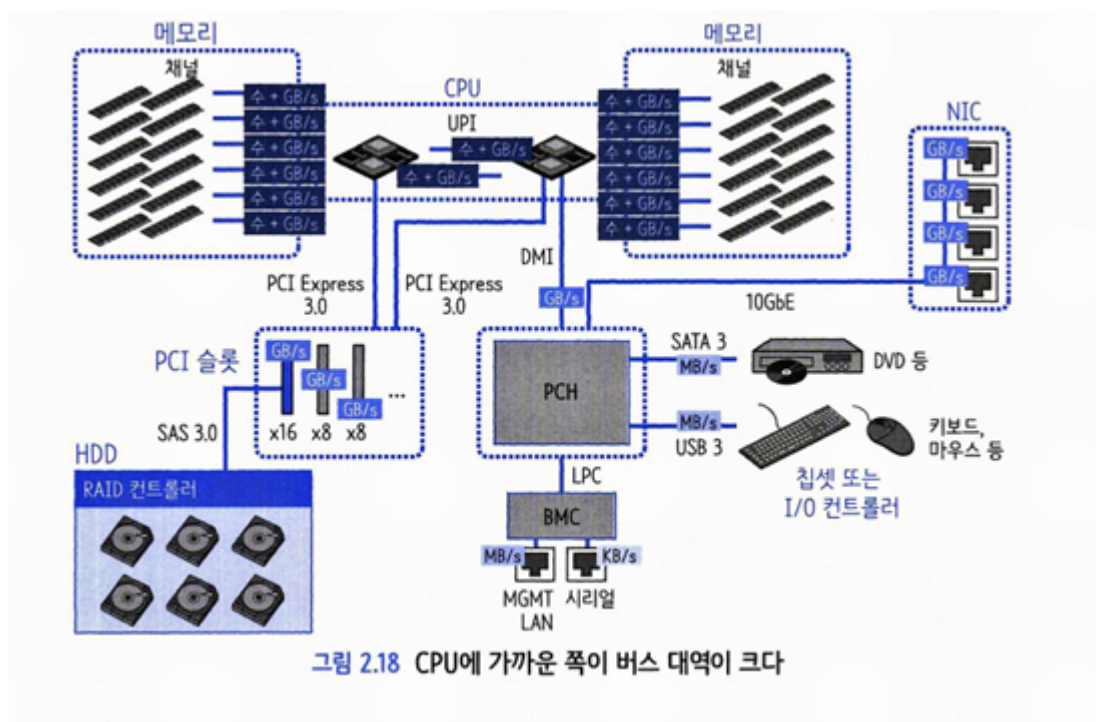 메모리
메모리
채널
채널
CPU
UPI
NIC
수 + GB/s
수 + GB/s
수 + GB/s
수 + GB/s
수 + GB/s
수 + GB/s
수 + GB/s
수 + GB/s
수 + GB/s
수 + GB/s
수 + GB/s
수 + GB/s
수 + GB/s
수 + GB/s
GB/s
GB/s
GB/s
GB/s
PCI Express
3.0
PCI Express
3.0
DMI
GB/s
10GbE
PCI 슬롯
GB/s
GB/s
GB/s
...
x16
x8
x8
SAS 3.0
PCH
SATA 3
MB/s
DVD 등
MB/s
USB 3
키보드,
마우스 등
칩셋 또는
I/O 컨트롤러
HDD
RAID 컨트롤러
LPC
BMC
MB/s
KB/s
MGMT
LAN
시리얼
그림 2.18 CPU에 가까운 쪽이 버스 대역이 크다